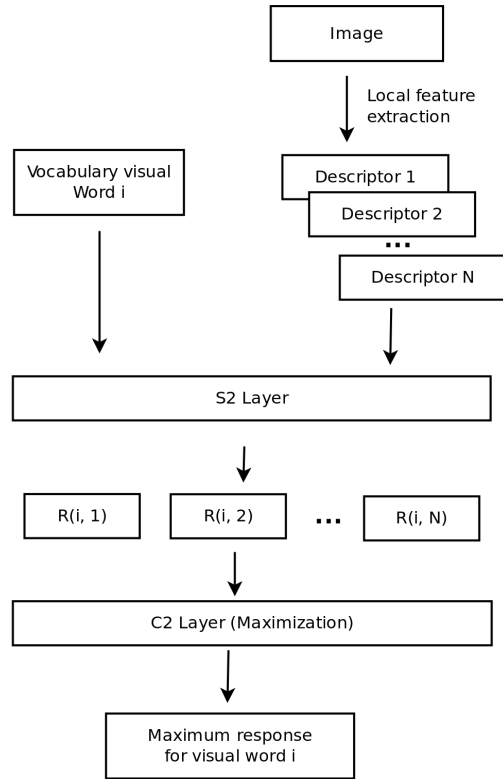 Image
Local feature
extraction
Vocabulary visual
Word i
Descriptor 1
Descriptor 2
...
Descriptor N
S2 Layer
R(i, 1)
R(i, 2)
...
R(i, N)
C2 Layer (Maximization)
Maximum response
for visual word i